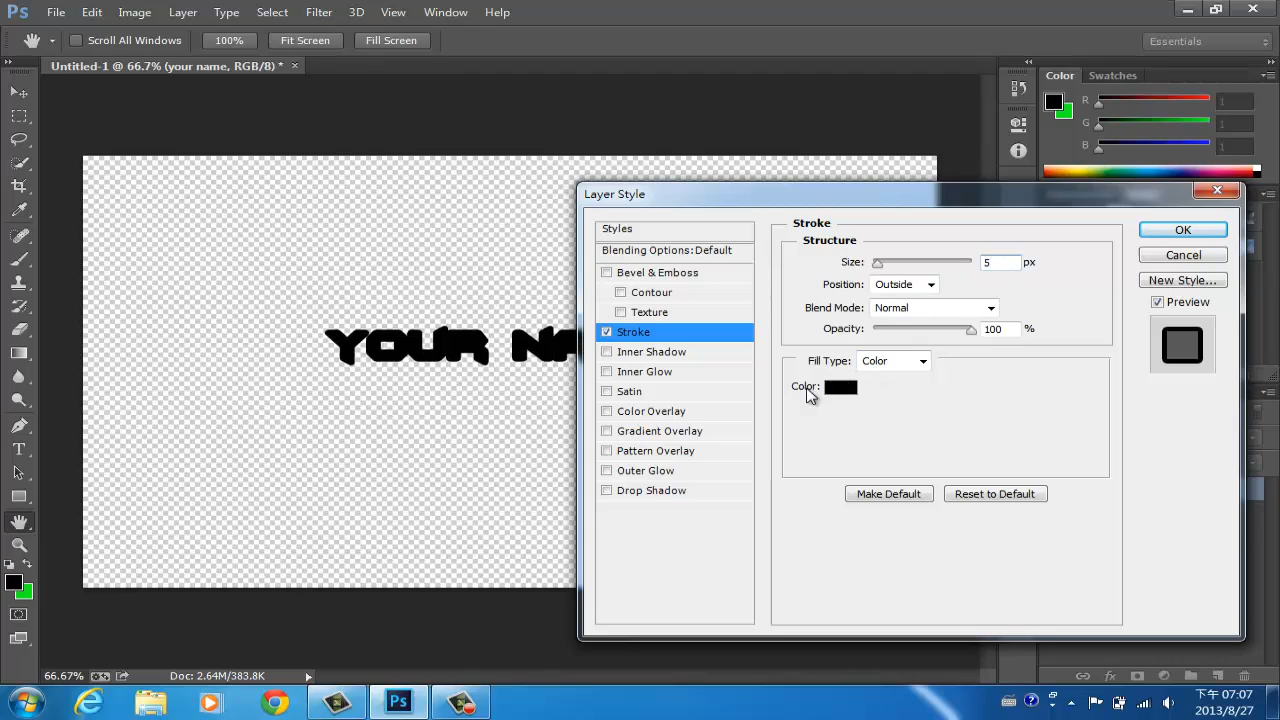 Ps File Edit Image Layer Type Select Filter 3D View Window Help
Scroll All Windows 100% Fit Screen Fill Screen Essentials
Untitled-1 @ 66.7% (your name, RGB/8) * ×
Color Swatches
R 1
G 1
B 1
Layer Style
Styles
Blending Options:Default
Bevel & Emboss
Contour
Texture
Stroke
Inner Shadow
Inner Glow
Satin
Color Overlay
Gradient Overlay
Pattern Overlay
Outer Glow
Drop Shadow
Stroke
Structure
Size: 5 px
Position: Outside
Blend Mode: Normal
Opacity: 100 %
Fill Type: Color
Color:
Make Default Reset to Default
OK
Cancel
New Style...
Preview
YOUR NA
T
66.67% Doc: 2.64M/383.8K
fx
Ps
下午 07:07
2013/8/27